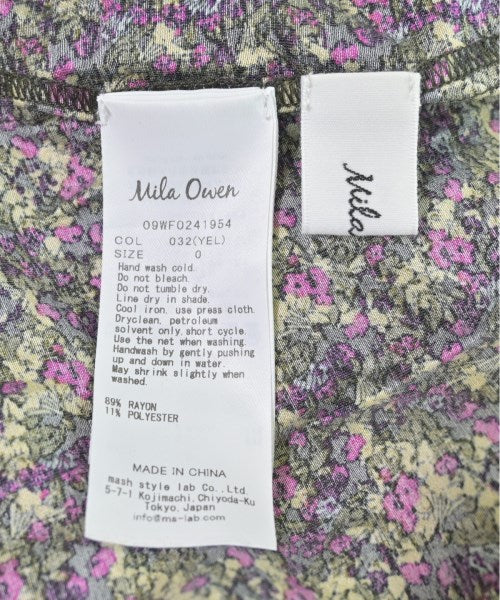 Mila Owen
09WFO241954
COL 032(YEL)
SIZE 0
Hand wash cold.
Do not bleach.
Do not tumble dry.
Line dry in shade.
Cool iron, use press cloth.
Dryclean, petroleum
solvent only,short cycle.
Use the net when washing.
Handwash by gently pushing
up and down in water.
May shrink slightly when
washed.
89% RAYON
11% POLYESTER
MADE IN CHINA
mash style lab Co.,Ltd.
5-7-1 Kojimachi,Chiyoda-Ku
Tokyo,Japan
info@ms-lab.com
Mila